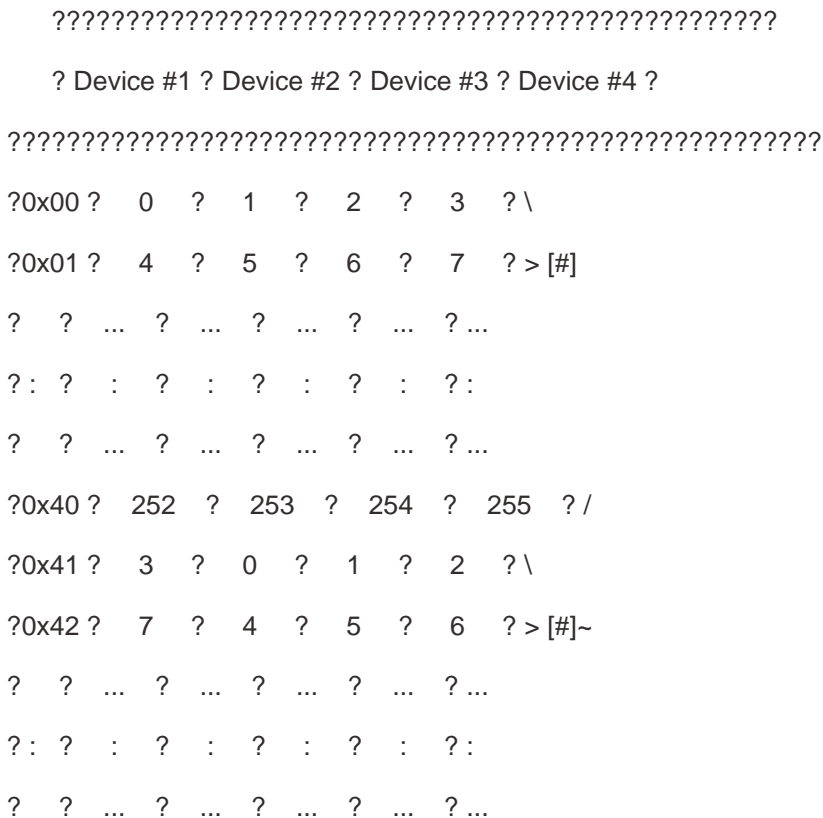 ?????????????????????????????????????????????????
? Device #1 ? Device #2 ? Device #3 ? Device #4 ?
???????????????????????????????????????????????????????
?0x00 ? 0 ? 1 ? 2 ? 3 ? \
?0x01 ? 4 ? 5 ? 6 ? 7 ? > [#]
? ? ... ? ... ? ... ? ... ? ...
? : ? : ? : ? : ? : ? :
? ? ... ? ... ? ... ? ... ? ...
?0x40 ? 252 ? 253 ? 254 ? 255 ? /
?0x41 ? 3 ? 0 ? 1 ? 2 ? \
?0x42 ? 7 ? 4 ? 5 ? 6 ? > [#]~
? ? ... ? ... ? ... ? ... ? ...
? : ? : ? : ? : ? : ? :
? ? ... ? ... ? ... ? ... ? ...